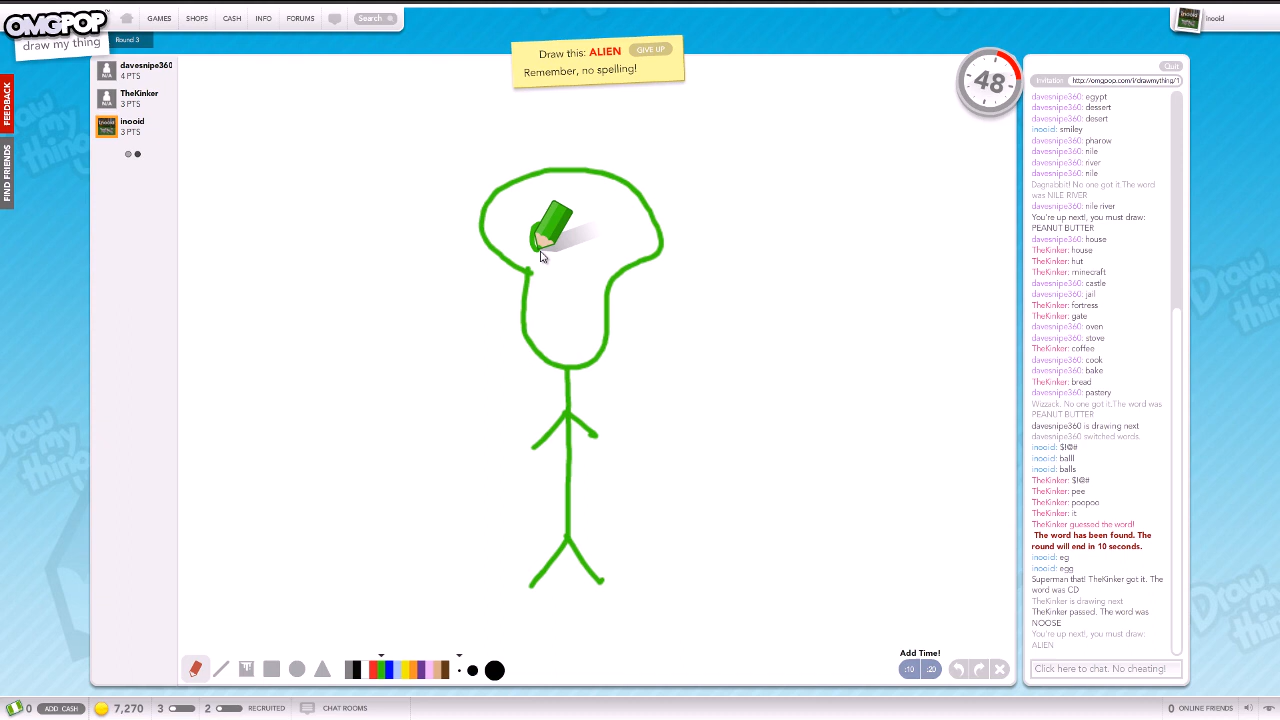 OMGPOP
draw my thing
GAMES
SHOPS
CASH
INFO
FORUMS
Search
inooid
Round 3
Draw this: ALIEN GIVE UP
Remember, no spelling!
48
FEEDBACK
FIND FRIENDS
davesnipe360
4 PTS
TheKinker
3 PTS
inooid
3 PTS
Quit
Invitation http://omgpop.com/i/drawmything/1
davesnipe360: egypt
davesnipe360: dessert
davesnipe360: desert
inooid: smiley
davesnipe360: pharow
davesnipe360: nile
davesnipe360: river
davesnipe360: nile
Dagnabbit! No one got it The word
was NILE RIVER
davesnipe360: nile river
You're up next!, you must draw:
PEANUT BUTTER
davesnipe360: house
TheKinker: house
TheKinker: hut
TheKinker: minecraft
davesnipe360: castle
davesnipe360: jail
TheKinker: fortress
TheKinker: gate
davesnipe360: oven
davesnipe360: stove
TheKinker: coffee
davesnipe360: cook
davesnipe360: bake
TheKinker: bread
davesnipe360: pastery
Wizzack. No one got it.The word was
PEANUT BUTTER
davesnipe360 is drawing next
davesnipe360 switched words
inooid: $!@#
inooid: balll
inooid: balls
TheKinker: $!@#
TheKinker: pee
TheKinker: poopoo
TheKinker: it
TheKinker guessed the word!
The word has been found. The
round will end in 10 seconds.
inooid: eg
inooid: egg
Superman that! TheKinker got it. The
word was CD
TheKinker is drawing next
TheKinker passed. The word was
NOOSE
You're up next!, you must draw:
ALIEN
Click here to chat. No cheating!
Add Time!
:10 :20
0 ADD CASH
7,270
3
2
RECRUITED
CHAT ROOMS
0 ONLINE FRIENDS